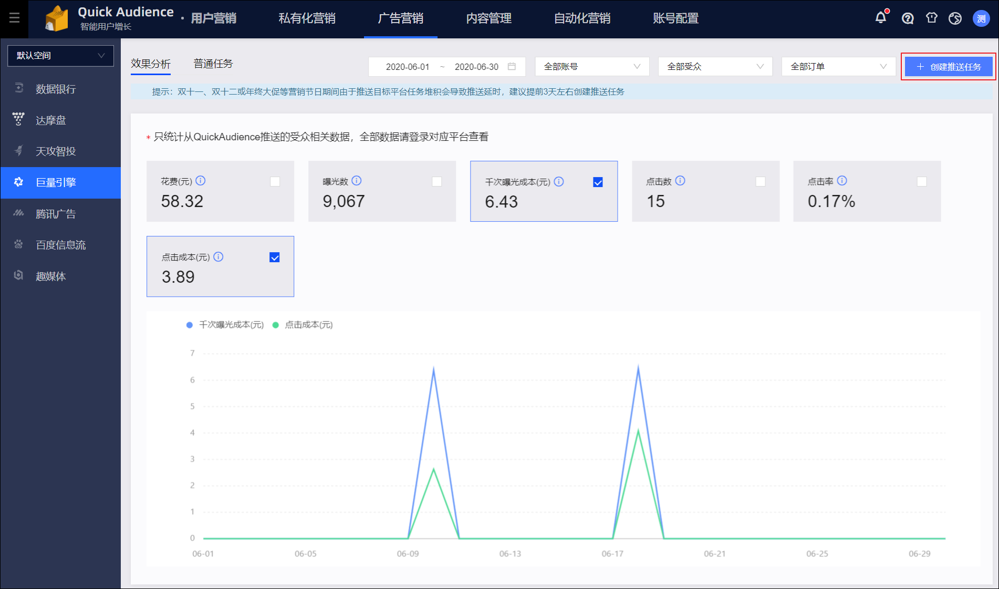 Quick Audience
智能用户增长
· 用户营销
私有化营销
广告营销
内容管理
自动化营销
账号配置
测
默认空间
数据银行
达摩盘
天攻智投
巨量引擎
腾讯广告
百度信息流
趣媒体
效果分析
普通任务
2020-06-01 ~ 2020-06-30
全部账号
全部受众
全部订单
+ 创建推送任务
提示：双十一、双十二或年终大促等营销节日期间由于推送目标平台任务堆积会导致推送延时，建议提前3天左右创建推送任务
* 只统计从QuickAudience推送的受众相关数据，全部数据请登录对应平台查看
花费(元)
58.32
曝光数
9,067
千次曝光成本(元)
6.43
点击数
15
点击率
0.17%
点击成本(元)
3.89
千次曝光成本(元) 点击成本(元)
7
6
5
4
3
2
1
0
06-01 06-05 06-09 06-13 06-17 06-21 06-25 06-29